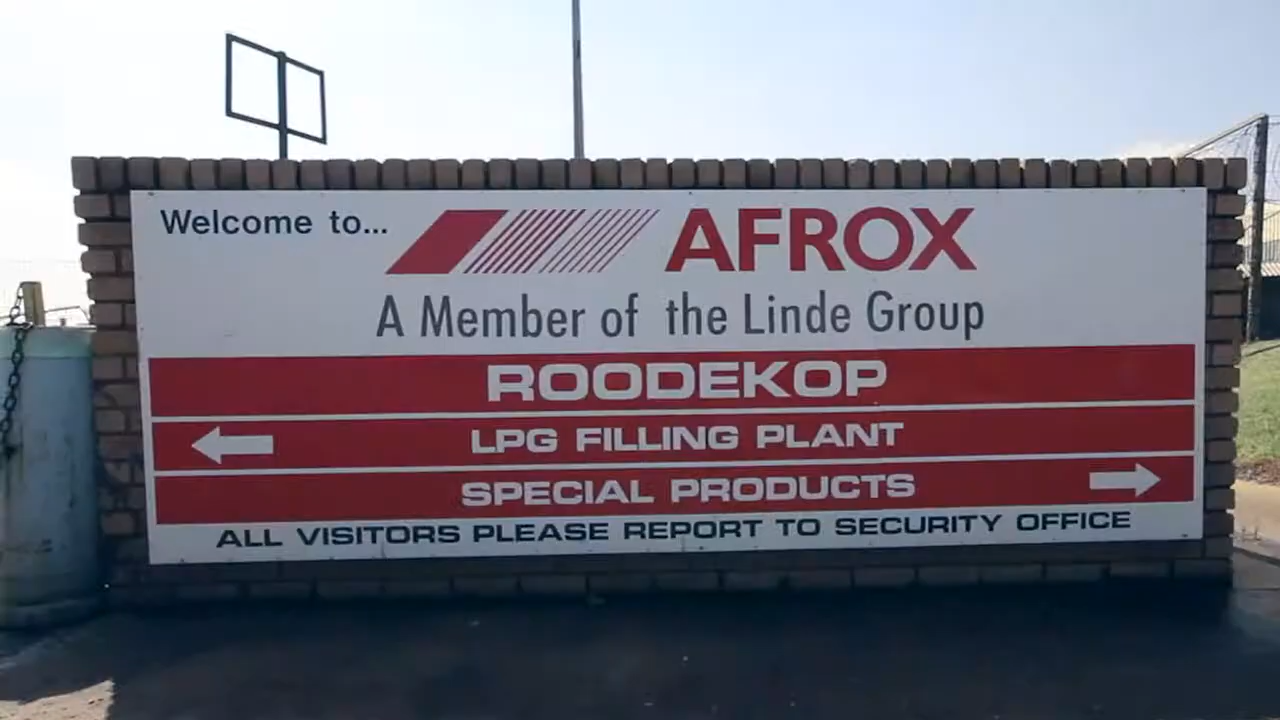 Welcome to... AFROX
A Member of the Linde Group
ROODEKOP
LPG FILLING PLANT
SPECIAL PRODUCTS
ALL VISITORS PLEASE REPORT TO SECURITY OFFICE